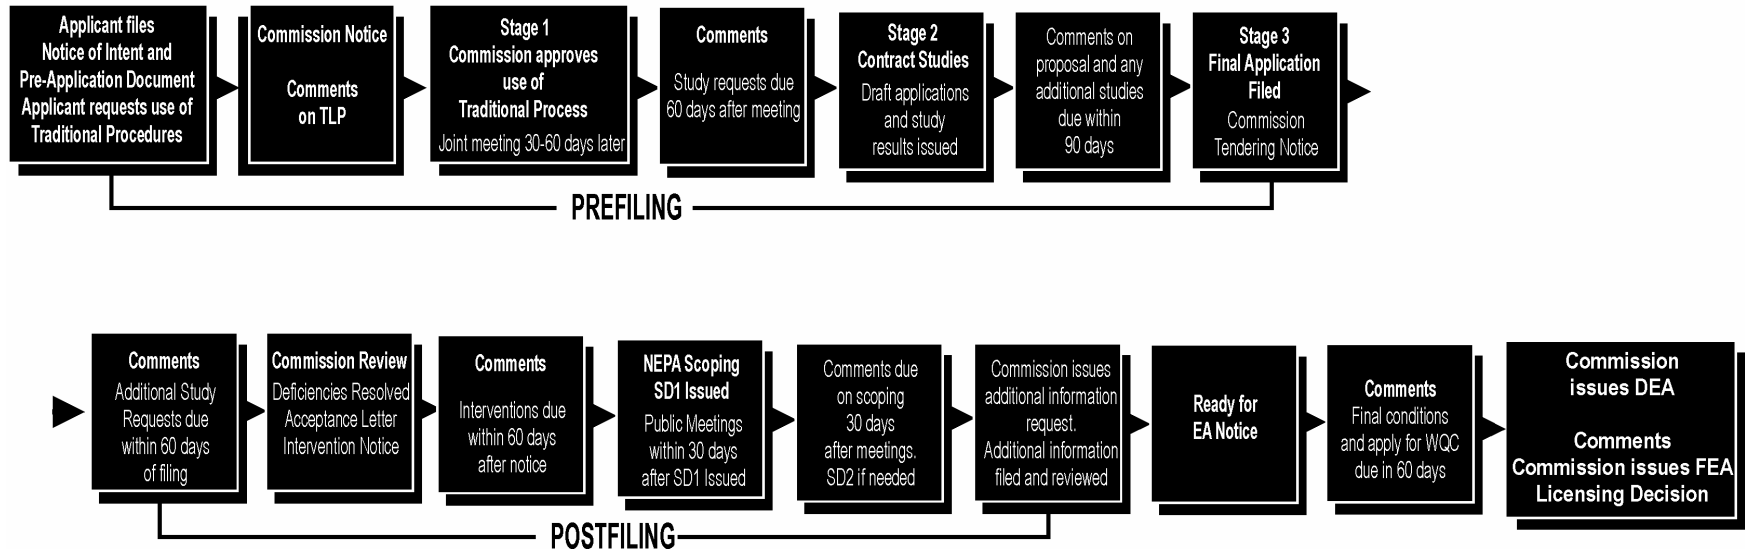 Applicant files
Notice of Intent and
Pre-Application Document
Applicant requests use of
Traditional Procedures
Commission Notice
Comments
on TLP
Stage 1
Commission approves
use of
Traditional Process
Joint meeting 30-60 days later
Comments
Study requests due
60 days after meeting
Stage 2
Contract Studies
Draft applications
and study
results issued
Comments on
proposal and any
additional studies
due within
90 days
Stage 3
Final Application
Filed
Commission
Tendering Notice
PREFILING
Comments
Additional Study
Requests due
within 60 days
of filing
Commission Review
Deficiencies Resolved
Acceptance Letter
Intervention Notice
Comments
Interventions due
within 60 days
after notice
NEPA Scoping
SD1 Issued
Public Meetings
within 30 days
after SD1 Issued
Comments due
on scoping
30 days
after meetings.
SD2 if needed
Commission issues
additional information
request.
Additional information
filed and reviewed
Ready for
EA Notice
Comments
Final conditions
and apply for WQC
due in 60 days
Commission
issues DEA
Comments
Commission issues FEA
Licensing Decision
POSTFILING